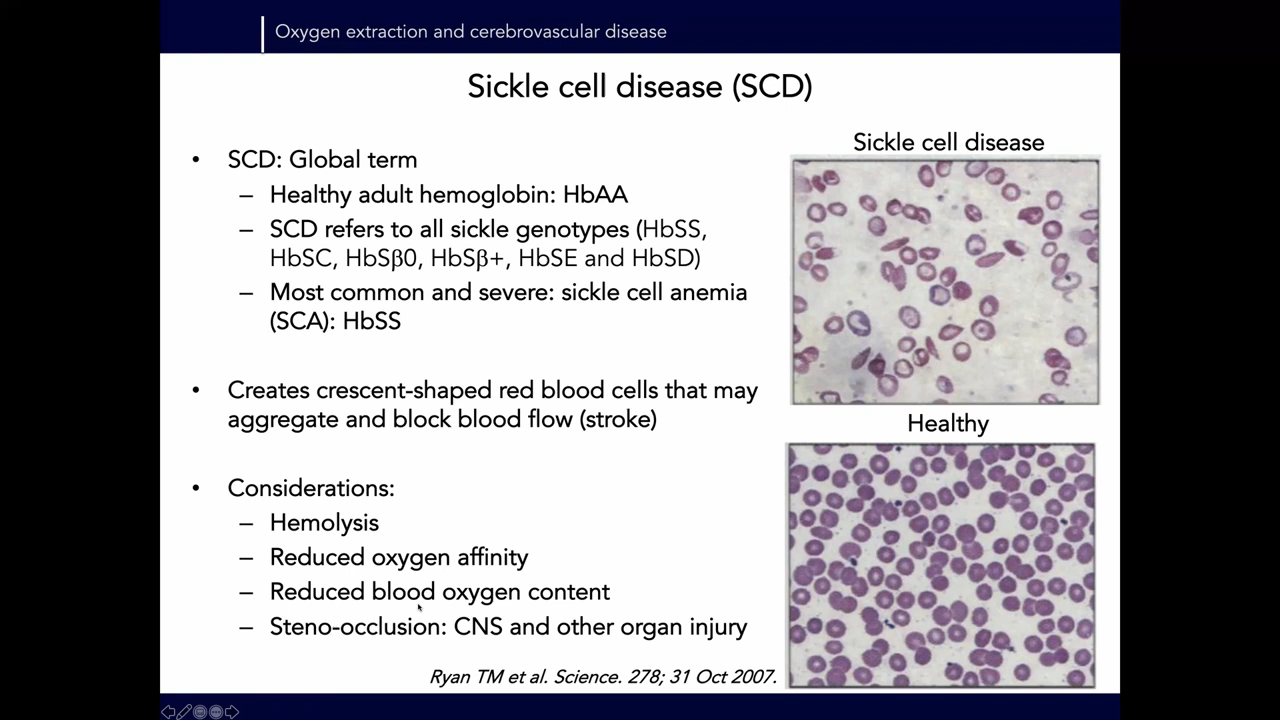 Oxygen extraction and cerebrovascular disease
Sickle cell disease (SCD)
• SCD: Global term
– Healthy adult hemoglobin: HbAA
– SCD refers to all sickle genotypes (HbSS,
HbSC, HbSβ0, HbSβ+, HbSE and HbSD)
– Most common and severe: sickle cell anemia
(SCA): HbSS
• Creates crescent-shaped red blood cells that may
aggregate and block blood flow (stroke)
• Considerations:
– Hemolysis
– Reduced oxygen affinity
– Reduced blood oxygen content
– Steno-occlusion: CNS and other organ injury
Sickle cell disease
Healthy
Ryan TM et al. Science. 278; 31 Oct 2007.